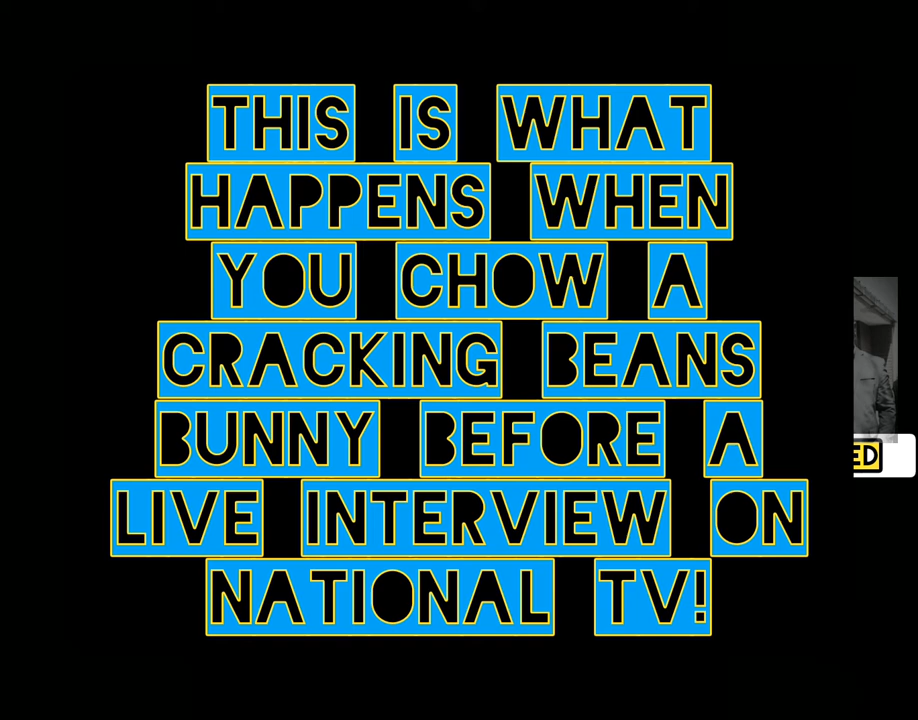 THIS IS WHAT
HAPPENS WHEN
YOU CHOW A
CRACKING BEANS
BUNNY BEFORE A
LIVE INTERVIEW ON
NATIONAL TV!